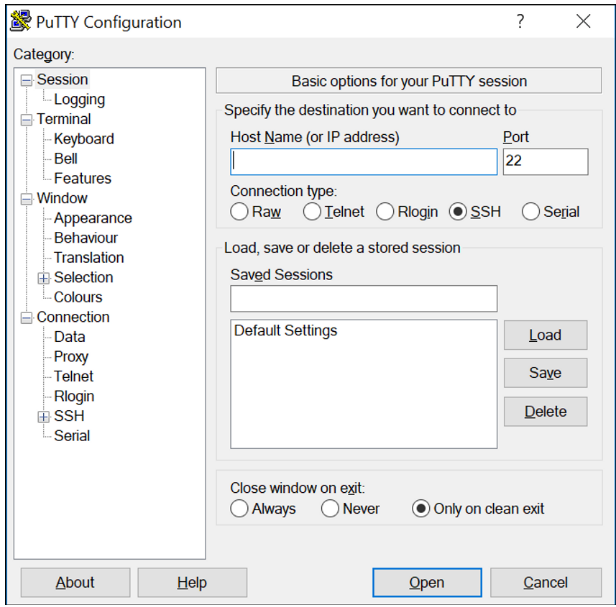 PuTTY Configuration
Category:
Session
Logging
Terminal
Keyboard
Bell
Features
Window
Appearance
Behaviour
Translation
Selection
Colours
Connection
Data
Proxy
Telnet
Rlogin
SSH
Serial
Basic options for your PuTTY session
Specify the destination you want to connect to
Host Name (or IP address) Port
22
Connection type:
Raw Telnet Rlogin SSH Serial
Load, save or delete a stored session
Saved Sessions
Default Settings
Load
Save
Delete
Close window on exit:
Always Never Only on clean exit
About Help Open Cancel